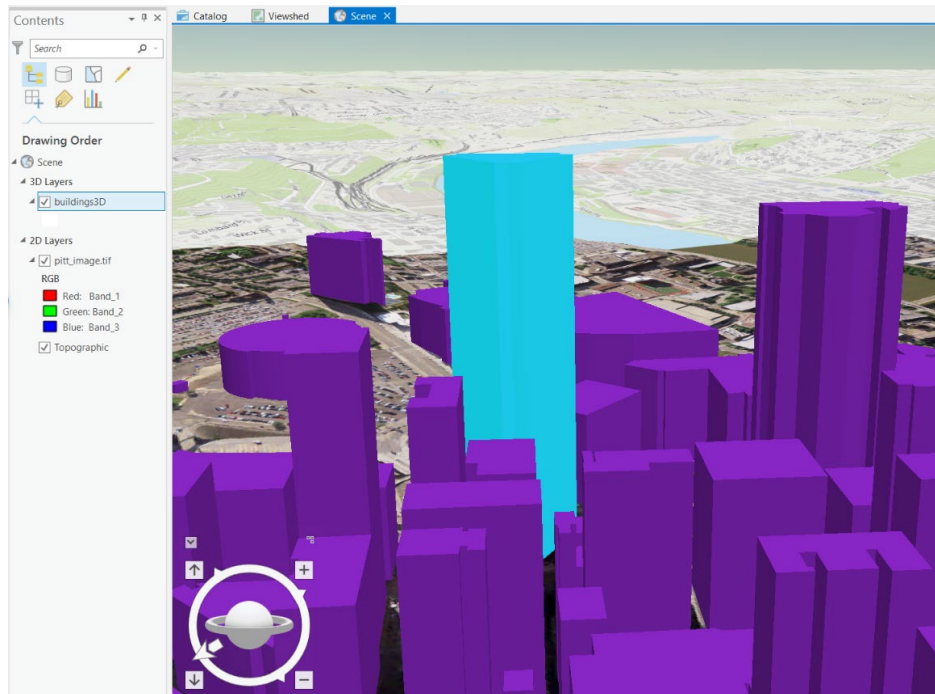 Contents
Catalog
Viewshed
Scene
Search
Drawing Order
Scene
3D Layers
buildings3D
2D Layers
pitt_image.tif
RGB
Red: Band_1
Green: Band_2
Blue: Band_3
Topographic